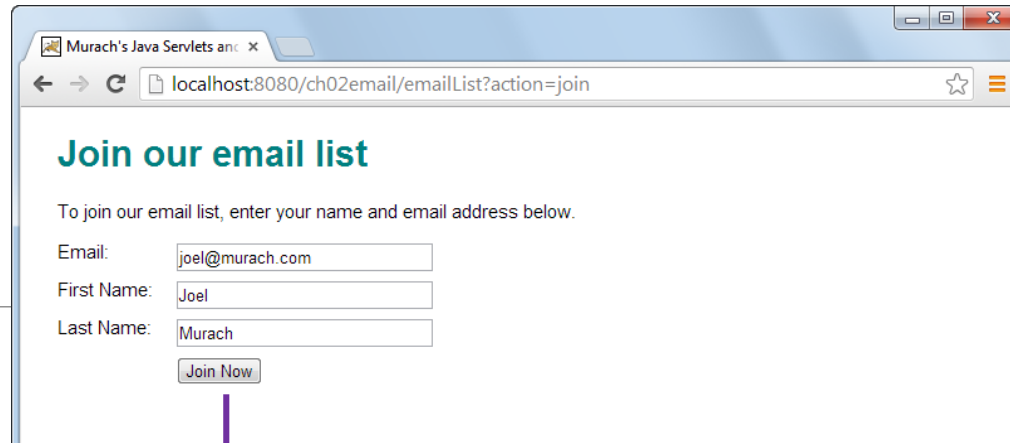 Murach's Java Servlets and
localhost:8080/ch02email/emailList?action=join
Join our email list
To join our email list, enter your name and email address below.
Email: joel@murach.com
First Name: Joel
Last Name: Murach
Join Now